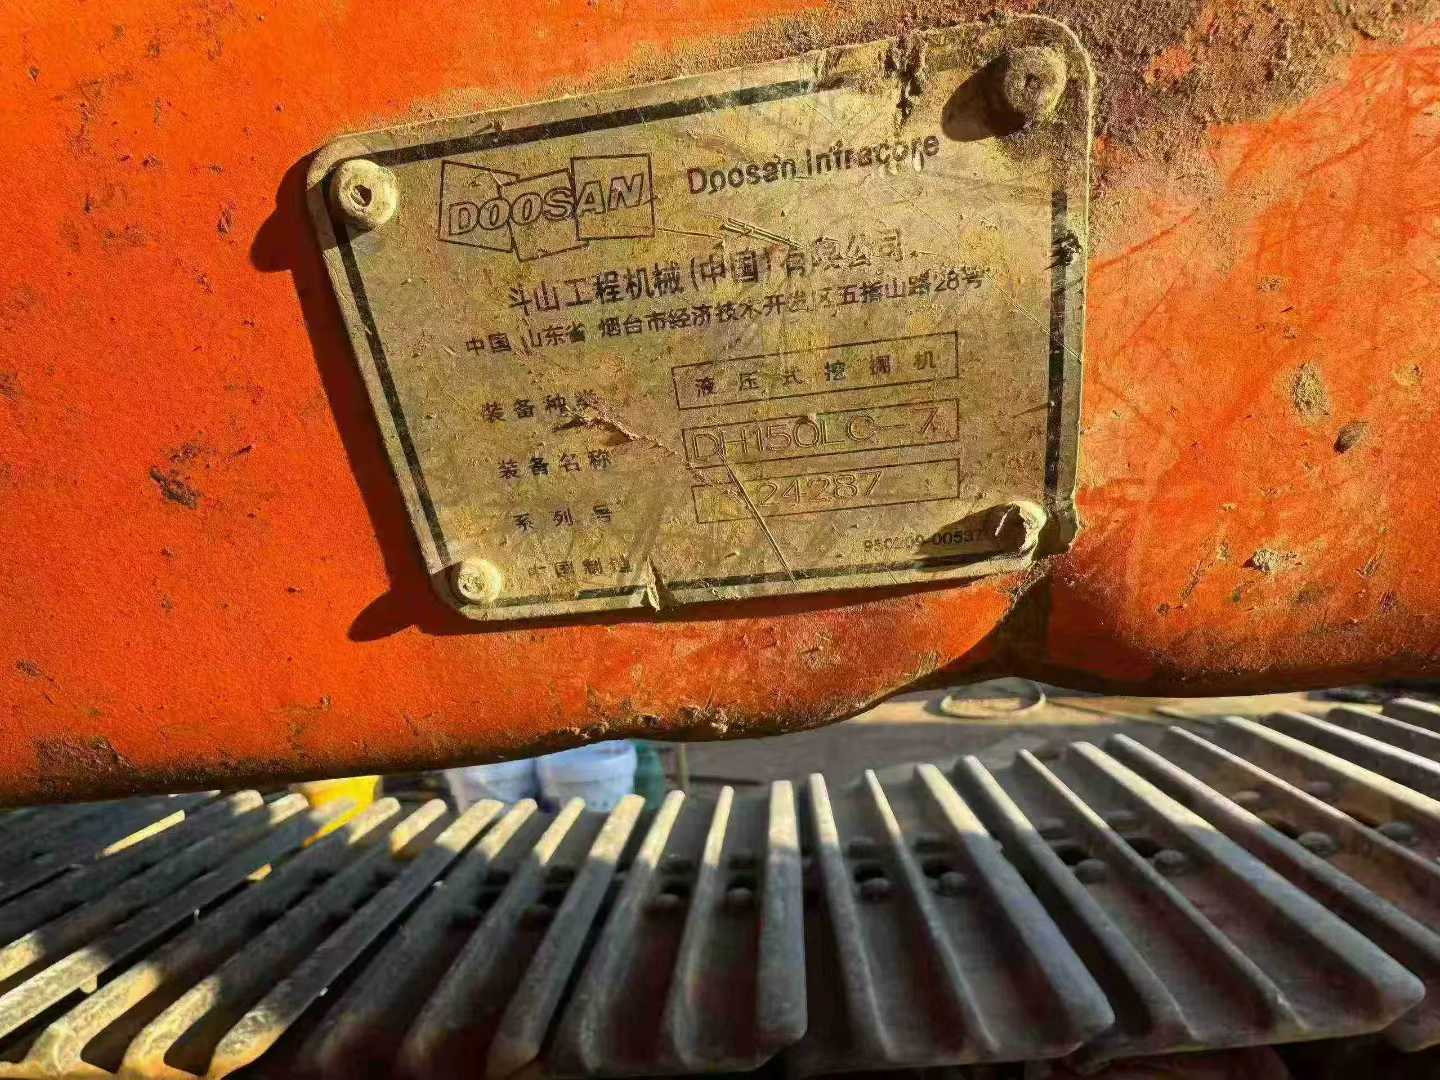 DOOSAN Doosan Infracore
斗山工程机械(中国)有限公司
中国 山东省 烟台市经济技术开发区五指山路28号
装备种类 液压式挖掘机
装备名称 DH150LC-7
系列号 24287
中国制造